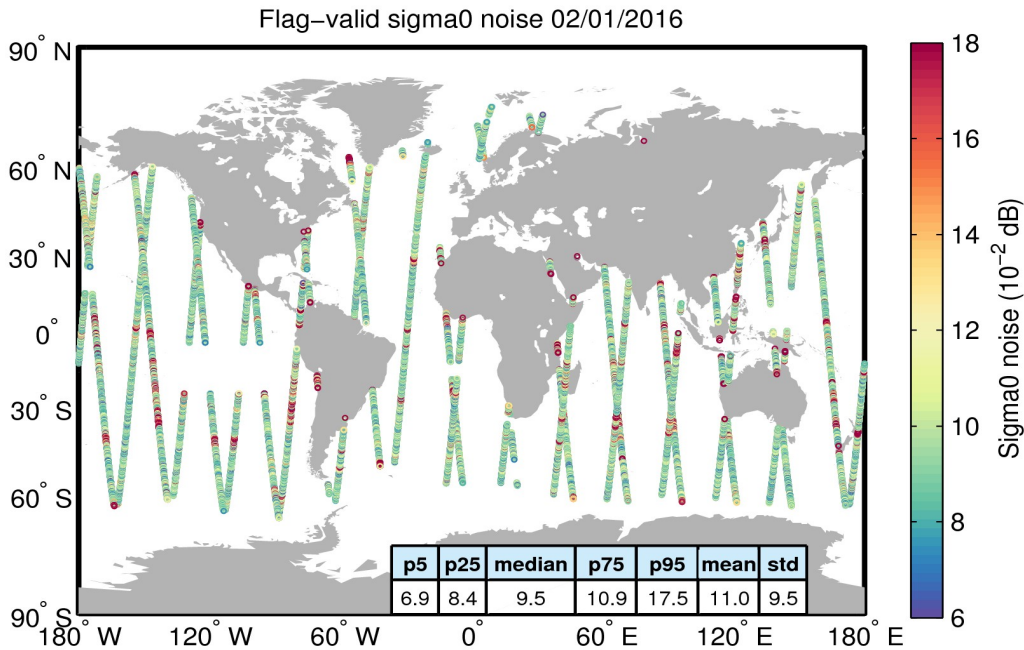 Flag−valid sigma0 noise 02/01/2016
90° N
60° N
30° N
0°
30° S
60° S
90° S
180° W
120° W
60° W
0°
60° E
120° E
180° E
p5 p25 median p75 p95 mean std
6.9 8.4 9.5 10.9 17.5 11.0 9.5
18
16
14
12
10
8
6
Sigma0 noise (10⁻² dB)